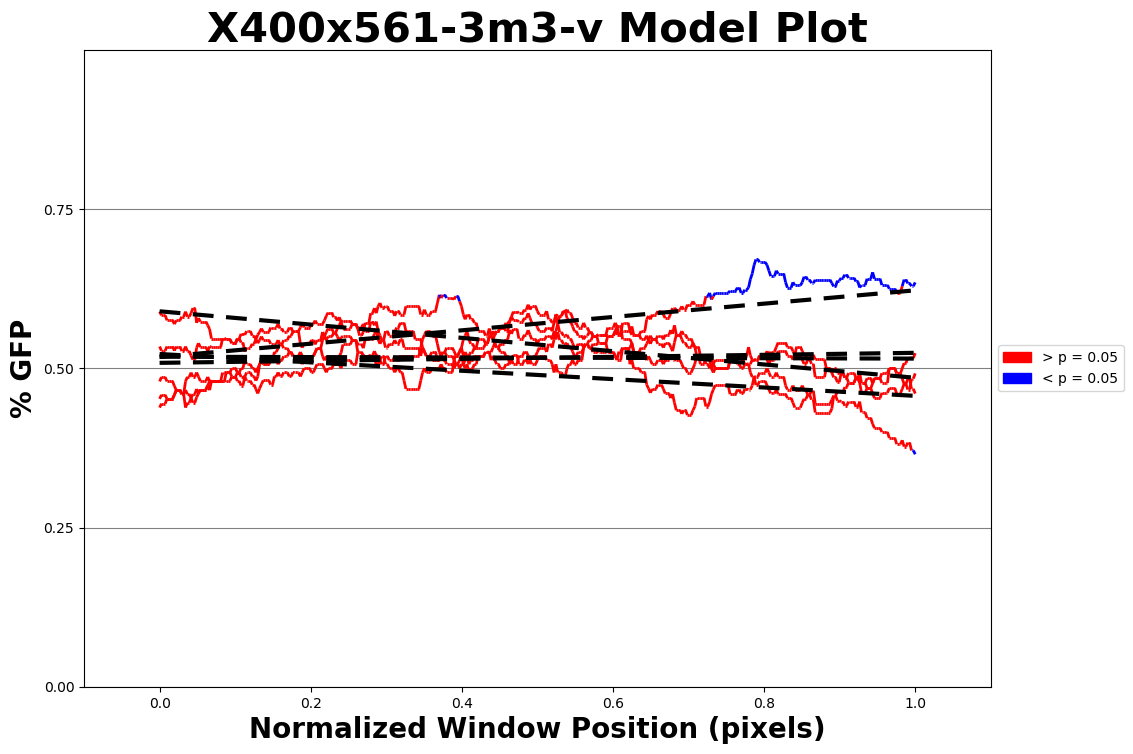 X400x561-3m3-v Model Plot
% GFP
0.75
0.50
0.25
0.00
0.0 0.2 0.4 0.6 0.8 1.0
Normalized Window Position (pixels)
> p = 0.05
< p = 0.05